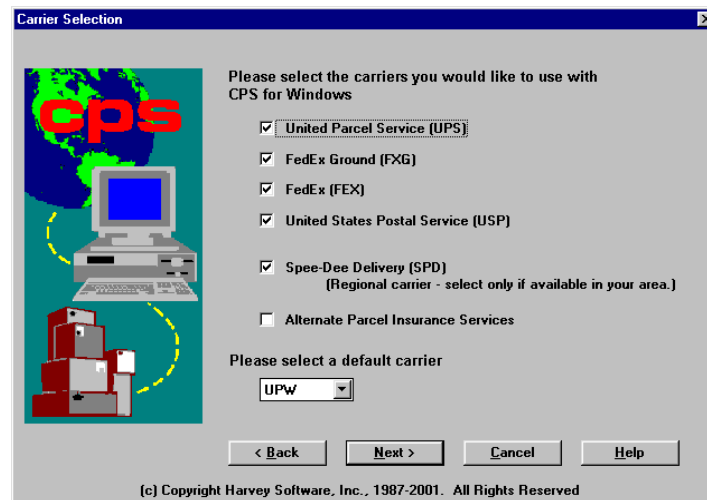 Carrier Selection
cps
Please select the carriers you would like to use with
CPS for Windows
United Parcel Service (UPS)
FedEx Ground (FXG)
FedEx (FEX)
United States Postal Service (USP)
Spee-Dee Delivery (SPD)
(Regional carrier - select only if available in your area.)
Alternate Parcel Insurance Services
Please select a default carrier
UPW
< Back Next > Cancel Help
(c) Copyright Harvey Software, Inc., 1987-2001. All Rights Reserved